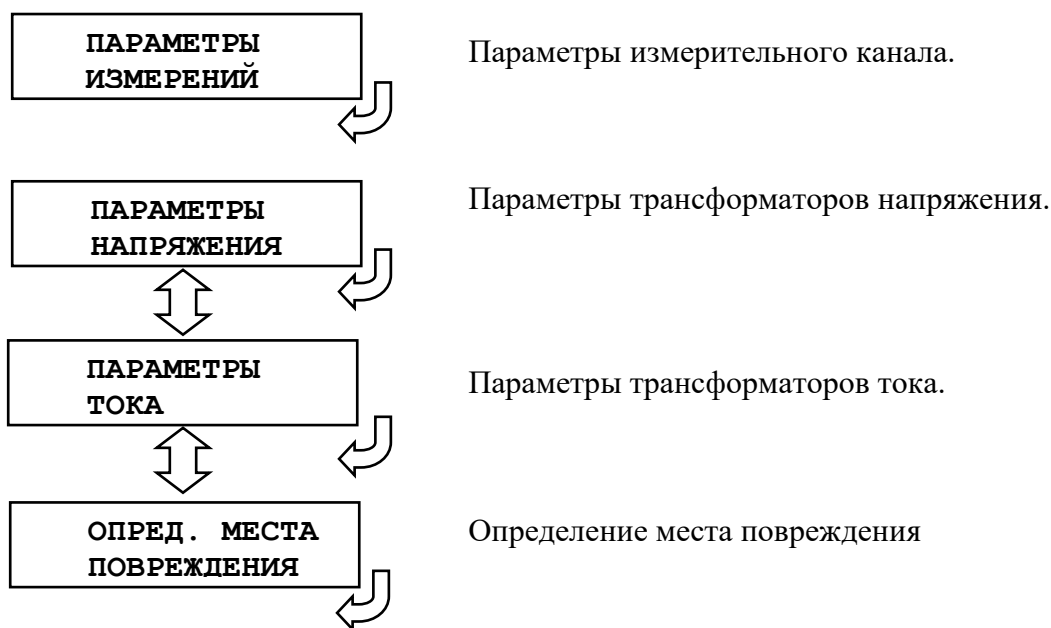 ПАРАМЕТРЫ
ИЗМЕРЕНИЙ
Параметры измерительного канала.
ПАРАМЕТРЫ
НАПРЯЖЕНИЯ
Параметры трансформаторов напряжения.
ПАРАМЕТРЫ
ТОКА
Параметры трансформаторов тока.
ОПРЕД. МЕСТА
ПОВРЕЖДЕНИЯ
Определение места повреждения